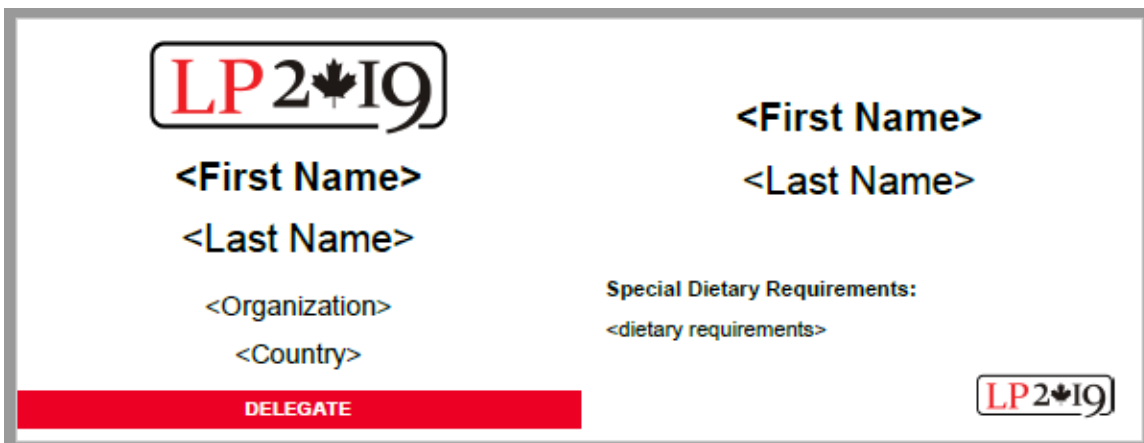 LP2019
<First Name>
<Last Name>
<Organization>
<Country>
DELEGATE
<First Name>
<Last Name>
Special Dietary Requirements:
<dietary requirements>
LP2019